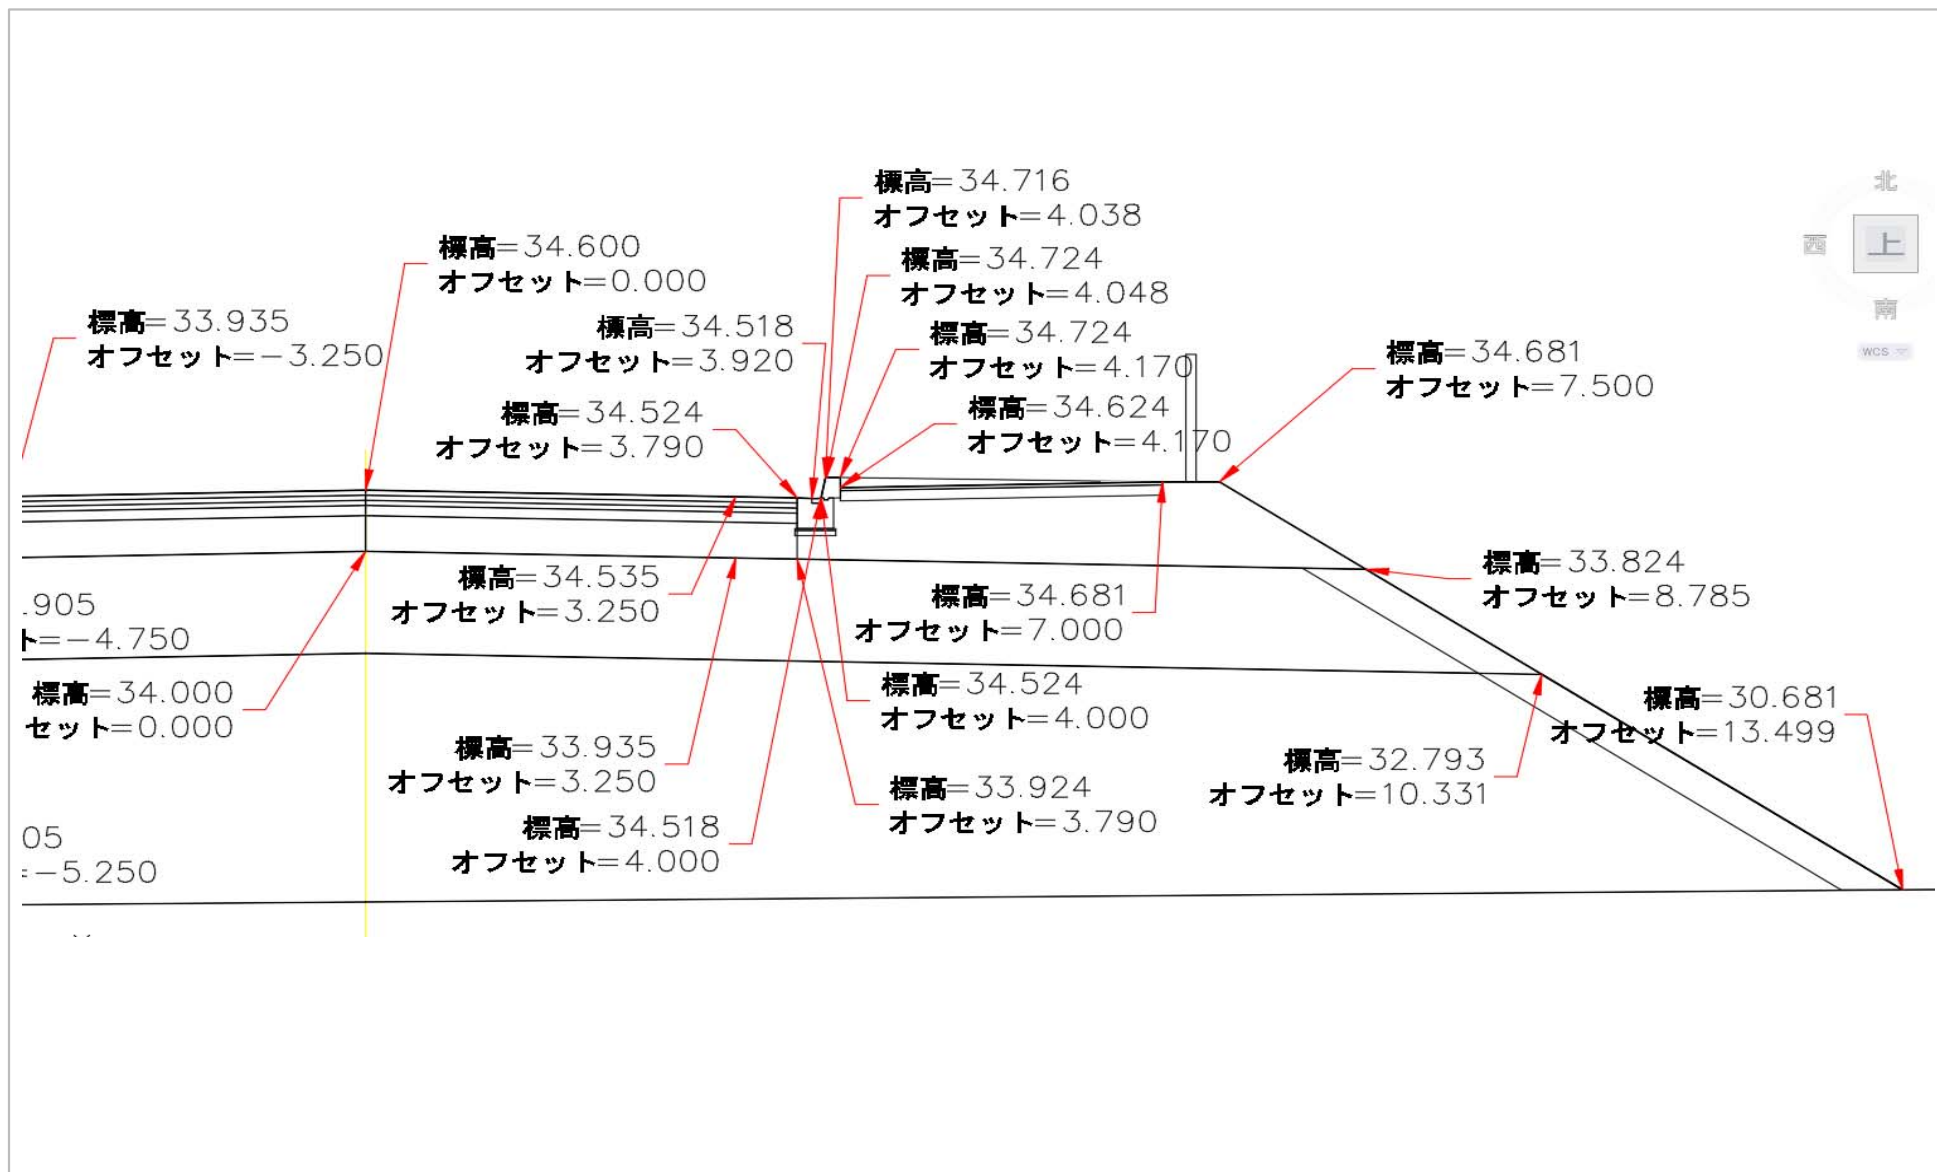 標高=34.716
オフセット=4.038
標高=34.600
オフセット=0.000
標高=34.724
オフセット=4.048
標高=33.935
オフセット=-3.250
標高=34.518
オフセット=3.920
標高=34.724
オフセット=4.170
標高=34.681
オフセット=7.500
標高=34.524
オフセット=3.790
標高=34.624
オフセット=4.170
標高=34.535
オフセット=3.250
標高=34.681
オフセット=7.000
標高=33.824
オフセット=8.785
.905
ト=-4.750
標高=34.000
セット=0.000
標高=34.524
オフセット=4.000
標高=30.681
オフセット=13.499
標高=33.935
オフセット=3.250
標高=32.793
オフセット=10.331
標高=33.924
オフセット=3.790
標高=34.518
オフセット=4.000
05
=-5.250
北
西
上
南
WCS